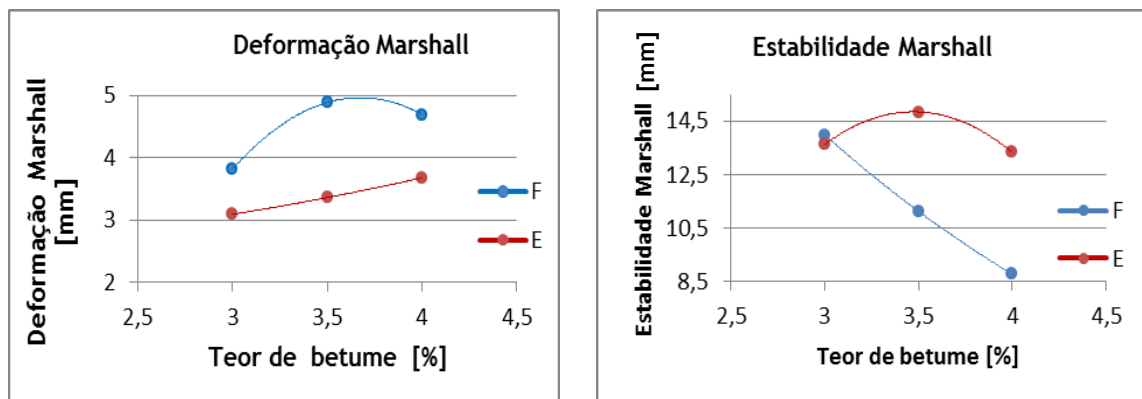 Deformação Marshall
Deformação Marshall
[mm]
5
4
3
2
2,5 3 3,5 4 4,5
Teor de betume [%]
F
E
Estabilidade Marshall
Estabilidade Marshall [mm]
14,5
12,5
10,5
8,5
2,5 3 3,5 4 4,5
Teor de betume [%]
F
E